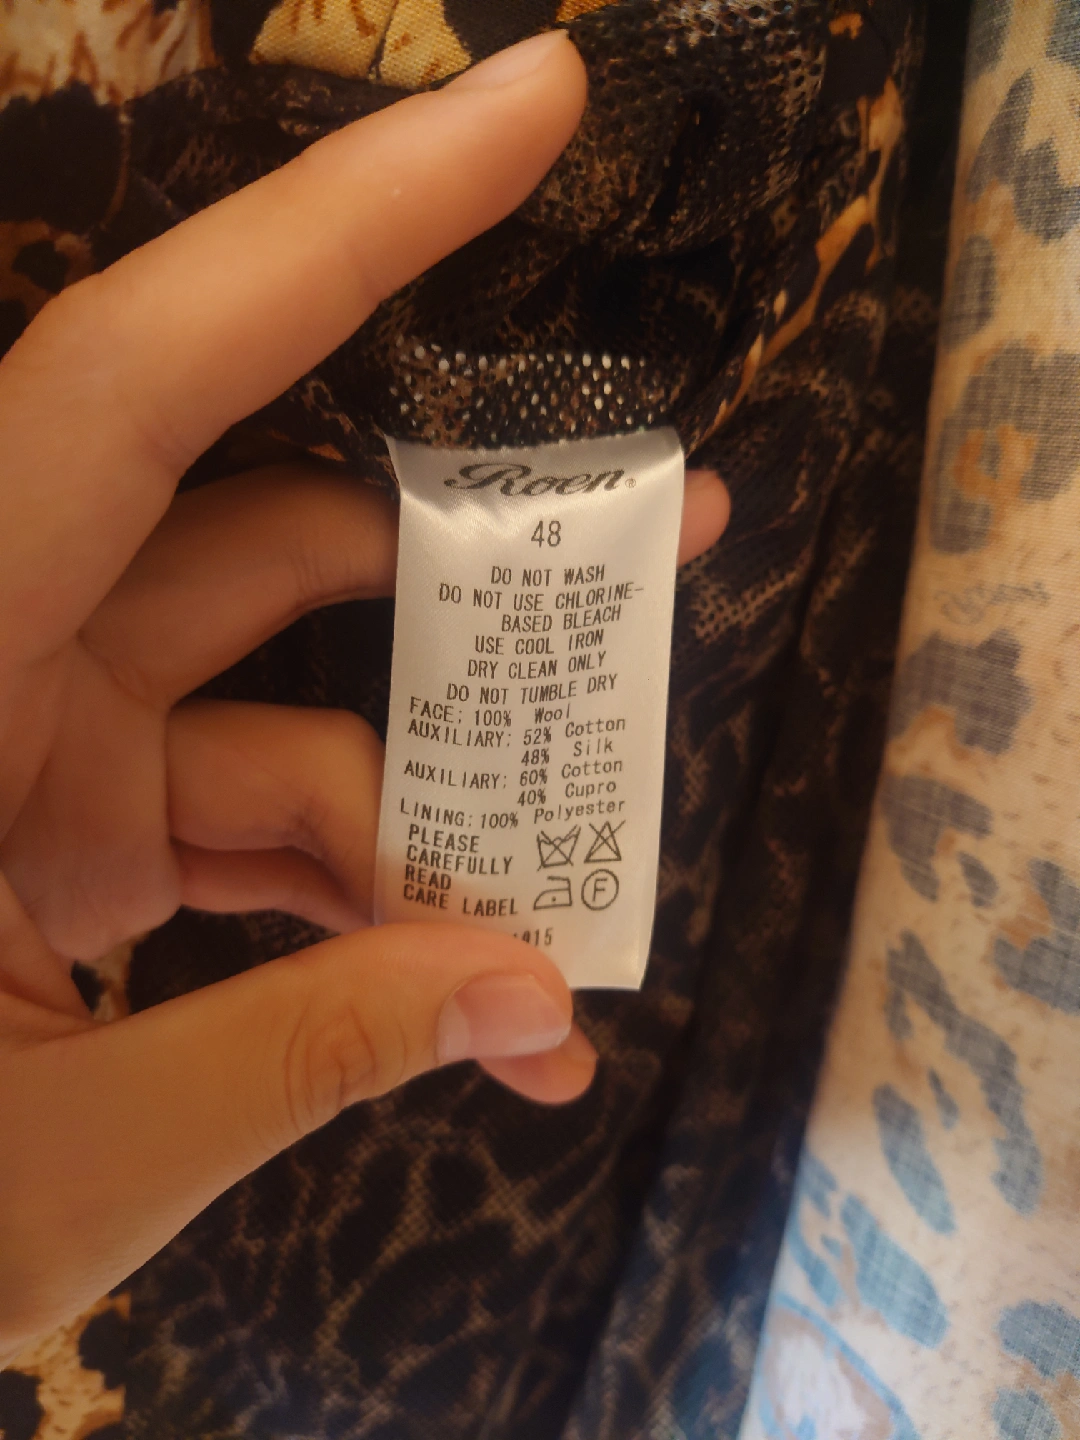 Roen®
48
DO NOT WASH
DO NOT USE CHLORINE-
BASED BLEACH
USE COOL IRON
DRY CLEAN ONLY
DO NOT TUMBLE DRY
FACE; 100% Wool
AUXILIARY: 52% Cotton
48% Silk
AUXILIARY: 60% Cotton
40% Cupro
LINING: 100% Polyester
PLEASE
CAREFULLY
READ
CARE LABEL
F